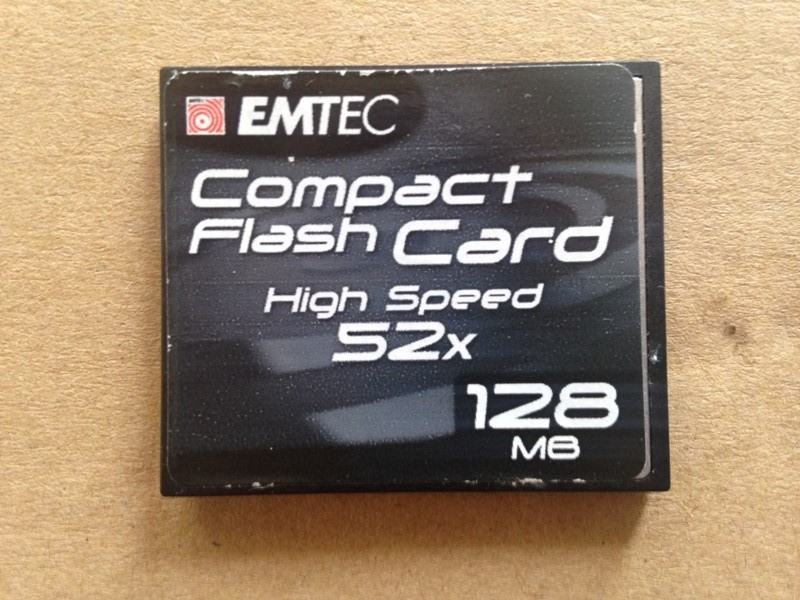 EMTEC
Compact
Flash Card
High Speed
52x
128
MB